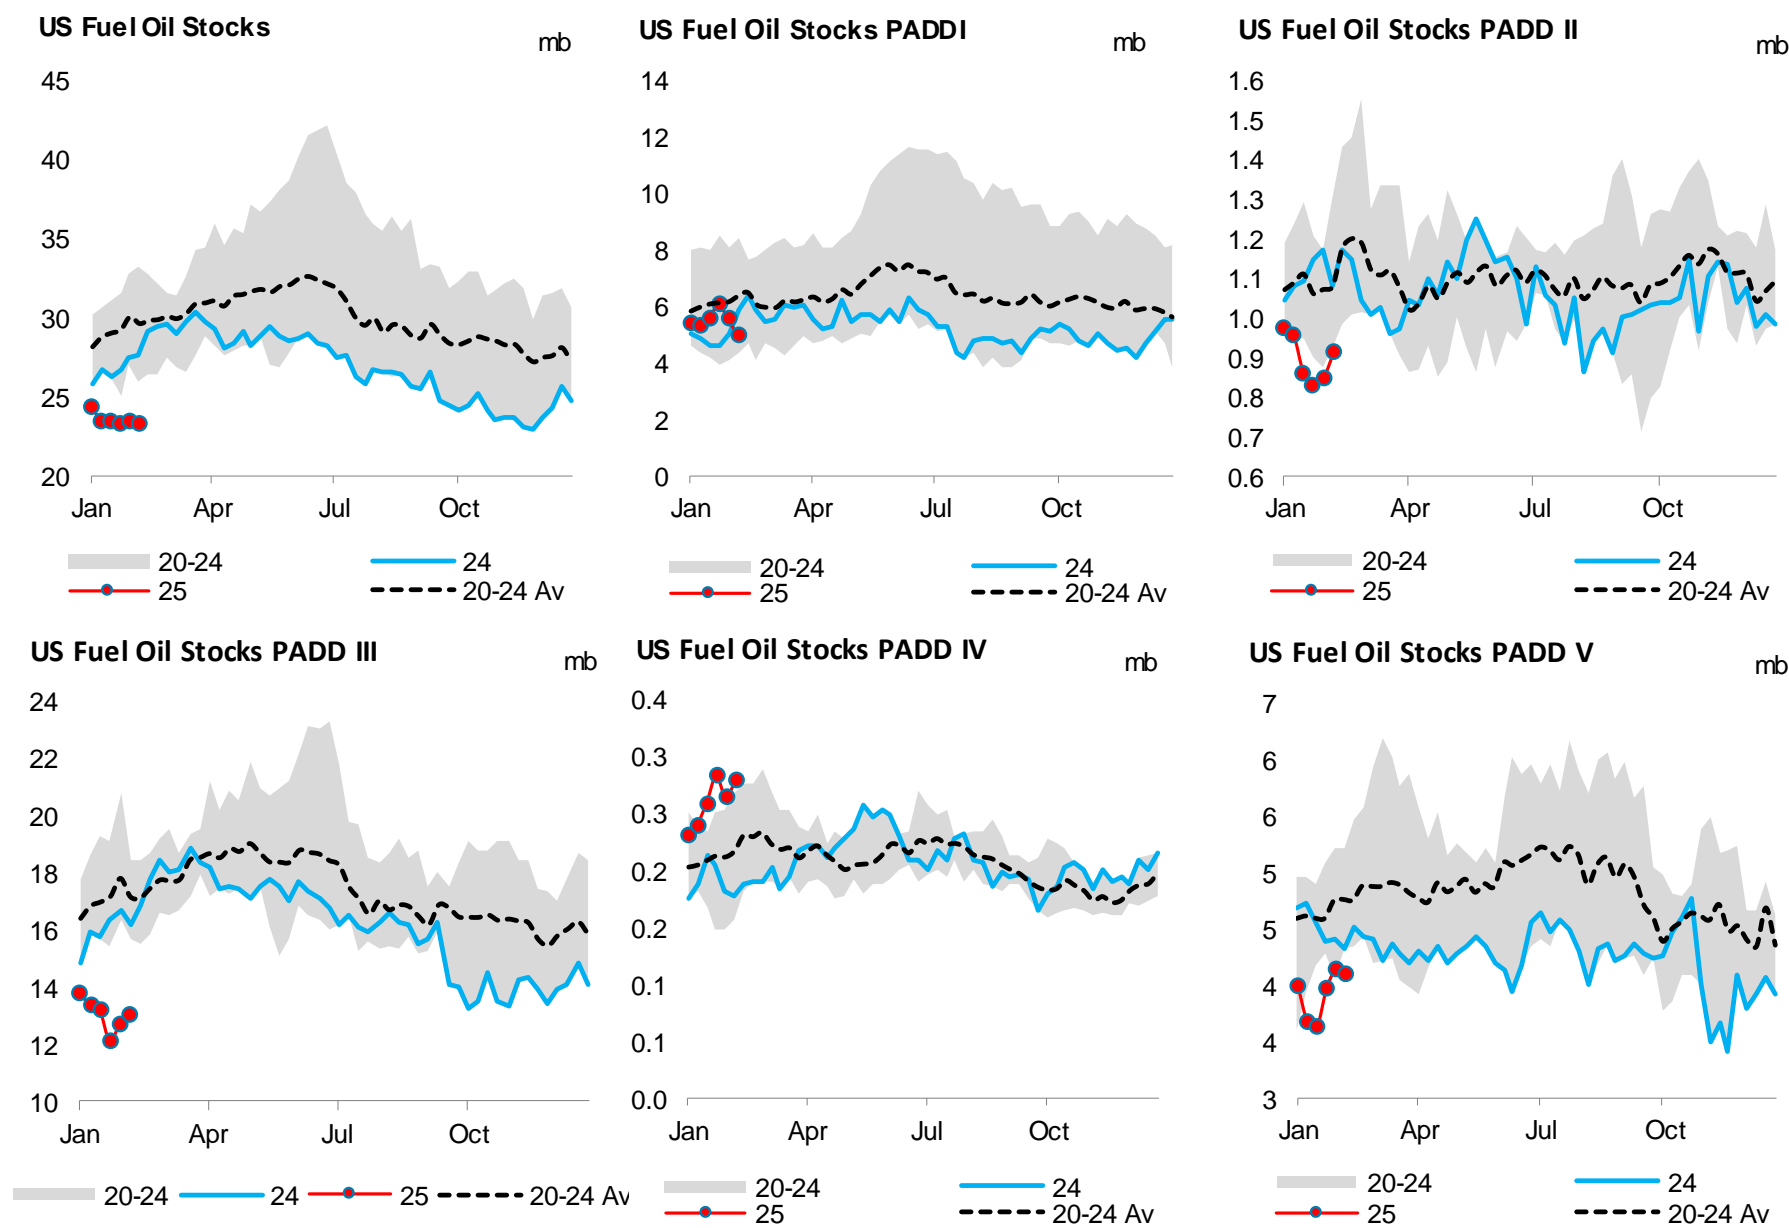 US Fuel Oil Stocks
mb
45
40
35
30
25
20
Jan Apr Jul Oct
20-24 24
25 20-24 Av
US Fuel Oil Stocks PADDI
mb
14
12
10
8
6
4
2
0
Jan Apr Jul Oct
20-24 24
25 20-24 Av
US Fuel Oil Stocks PADD II
mb
1.6
1.5
1.4
1.3
1.2
1.1
1.0
0.9
0.8
0.7
0.6
Jan Apr Jul Oct
20-24 24
25 20-24 Av
US Fuel Oil Stocks PADD III
mb
24
22
20
18
16
14
12
10
Jan Apr Jul Oct
20-24 24 25 20-24 Av
US Fuel Oil Stocks PADD IV
mb
0.4
0.3
0.3
0.2
0.2
0.1
0.1
0.0
Jan Apr Jul Oct
20-24 24
25 20-24 Av
US Fuel Oil Stocks PADD V
mb
7
6
6
5
5
4
4
3
Jan Apr Jul Oct
20-24 24
25 20-24 Av